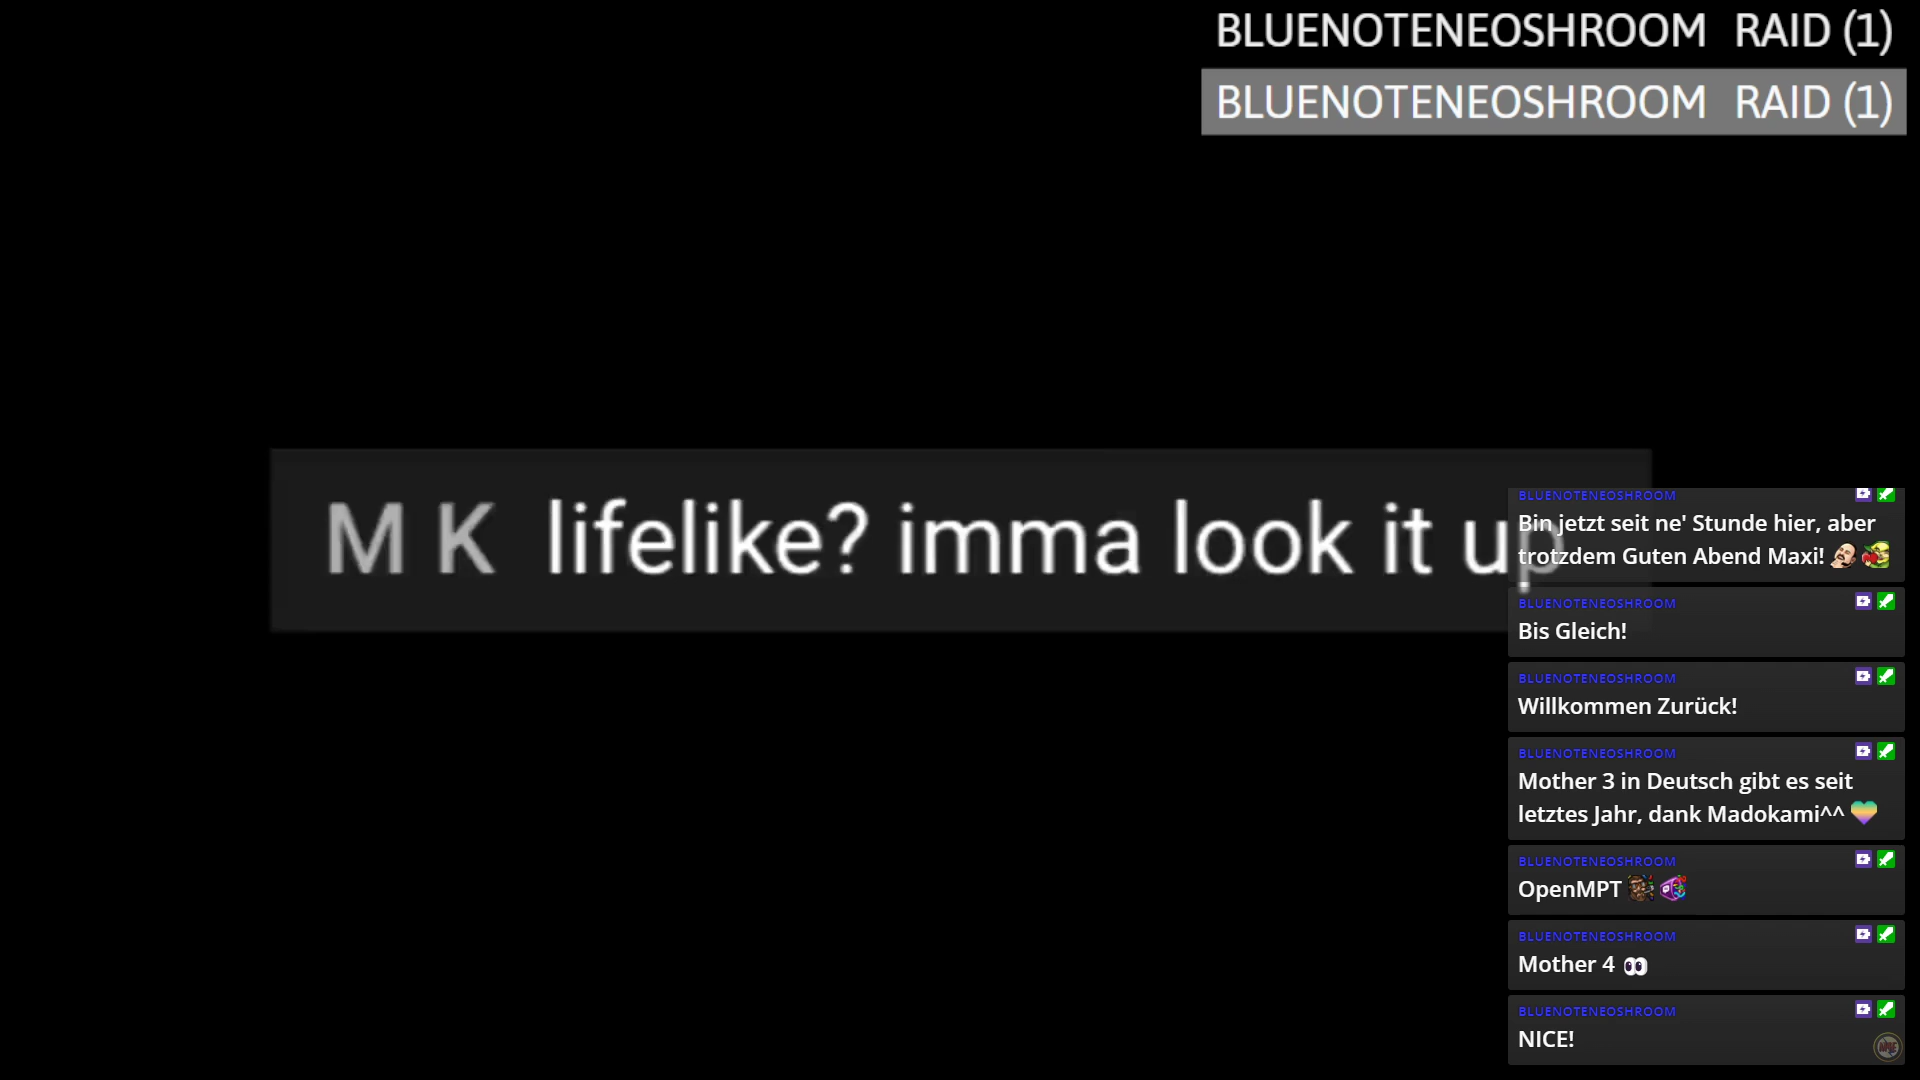 BLUENOTENEOSHROOM RAID (1)
BLUENOTENEOSHROOM RAID (1)
M K lifelike? imma look it up
BLUENOTENEOSHROOM
Bin jetzt seit ne' Stunde hier, aber
trotzdem Guten Abend Maxi!
BLUENOTENEOSHROOM
Bis Gleich!
BLUENOTENEOSHROOM
Willkommen Zurück!
BLUENOTENEOSHROOM
Mother 3 in Deutsch gibt es seit
letztes Jahr, dank Madokami^^
BLUENOTENEOSHROOM
OpenMPT
BLUENOTENEOSHROOM
Mother 4 👀
BLUENOTENEOSHROOM
NICE!